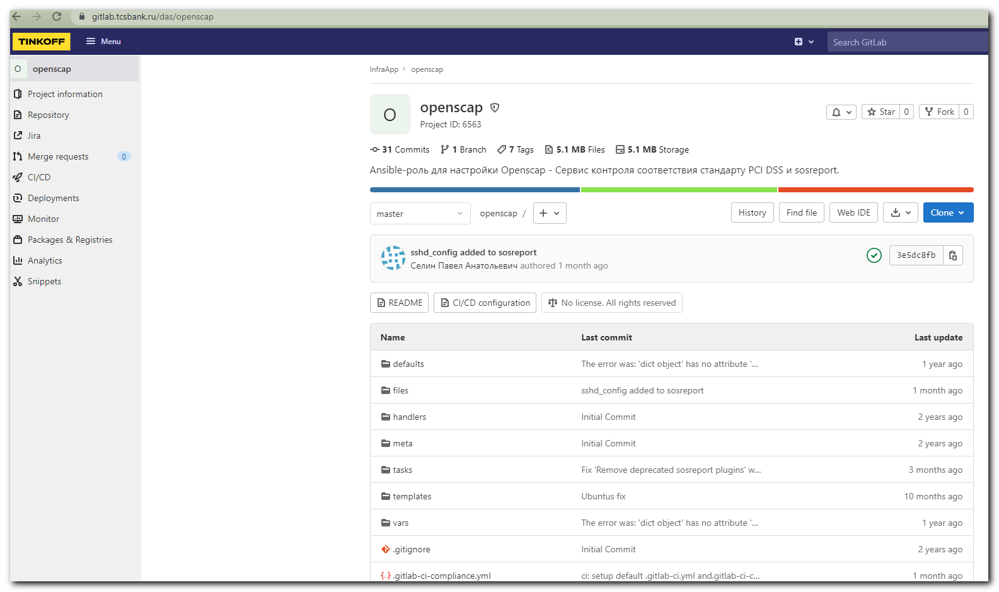 gitlab.tcsbank.ru/das/openscap
TINKOFF Menu Search GitLab
O openscap
Project information
Repository
Jira
Merge requests 0
CI/CD
Deployments
Monitor
Packages & Registries
Analytics
Snippets
InfraApp › openscap
O
openscap
Project ID: 6563
Star 0 Fork 0
31 Commits 1 Branch 7 Tags 5.1 MB Files 5.1 MB Storage
Ansible-роль для настройки Openscap - Сервис контроля соответствия стандарту PCI DSS и sosreport.
master openscap / + History Find file Web IDE Clone
sshd_config added to sosreport
Селин Павел Анатольевич authored 1 month ago
3e5dc8fb
README CI/CD configuration No license. All rights reserved
Name Last commit Last update
defaults The error was: 'dict object' has no attribute '... 1 year ago
files sshd_config added to sosreport 1 month ago
handlers Initial Commit 2 years ago
meta Initial Commit 2 years ago
tasks Fix 'Remove deprecated sosreport plugins' w... 3 months ago
templates Ubuntus fix 10 months ago
vars The error was: 'dict object' has no attribute '... 1 year ago
.gitignore Initial Commit 2 years ago
.gitlab-ci-compliance.yml ci: setup default .gitlab-ci.yml and.gitlab-ci-c... 1 month ago